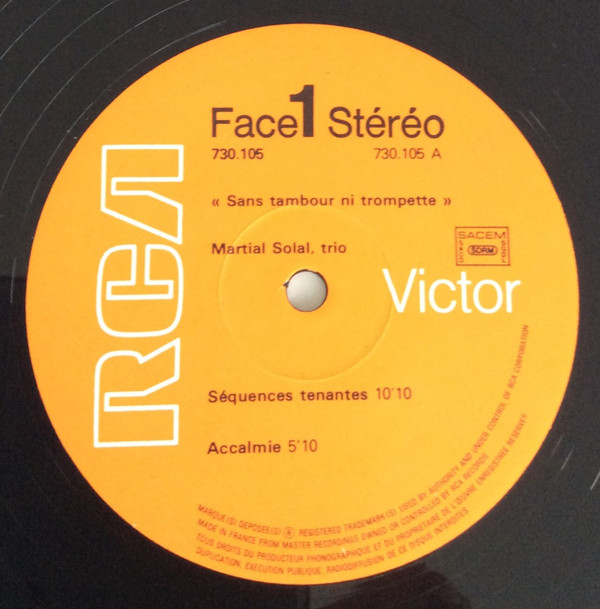 RCA
Face 1 Stéréo
730.105 730.105 A
« Sans tambour ni trompette »
SACEM
SDRM
Martial Solal, trio
Victor
Séquences tenantes 10'10
Accalmie 5'10
MARQUE(S) DEPOSEE(S) ® REGISTERED TRADEMARK(S) USED BY AUTHORITY AND UNDER CONTROL OF RCA CORPORATION
MADE IN FRANCE FROM MASTER RECORDINGS OWNED OR CONTROLLED BY RCA RECORDS
TOUS DROITS DU PRODUCTEUR PHONOGRAPHIQUE ET DU PROPRIETAIRE DE L'ŒUVRE ENREGISTREE RESERVES
DUPLICATION, EXECUTION PUBLIQUE, RADIODIFFUSION DE CE DISQUE INTERDITES